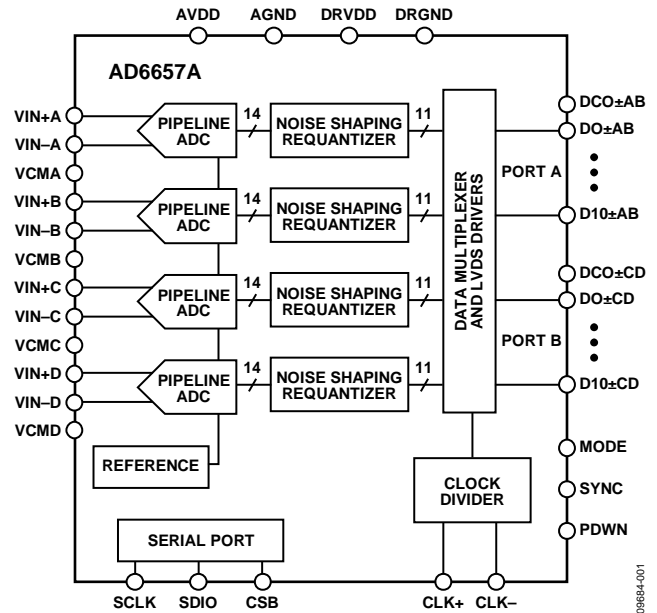 AVDD AGND DRVDD DRGND
AD6657A
VIN+A
VIN–A
VCMA
VIN+B
VIN–B
VCMB
VIN+C
VIN–C
VCMC
VIN+D
VIN–D
VCMD
PIPELINE
ADC
14
NOISE SHAPING
REQUANTIZER
11
PIPELINE
ADC
14
NOISE SHAPING
REQUANTIZER
11
PIPELINE
ADC
14
NOISE SHAPING
REQUANTIZER
11
PIPELINE
ADC
14
NOISE SHAPING
REQUANTIZER
11
DATA MULTIPLEXER
AND LVDS DRIVERS
PORT A
PORT B
DCO±AB
DO±AB
D10±AB
DCO±CD
DO±CD
D10±CD
MODE
SYNC
PDWN
REFERENCE
CLOCK
DIVIDER
SERIAL PORT
SCLK SDIO CSB CLK+ CLK–
09684-001